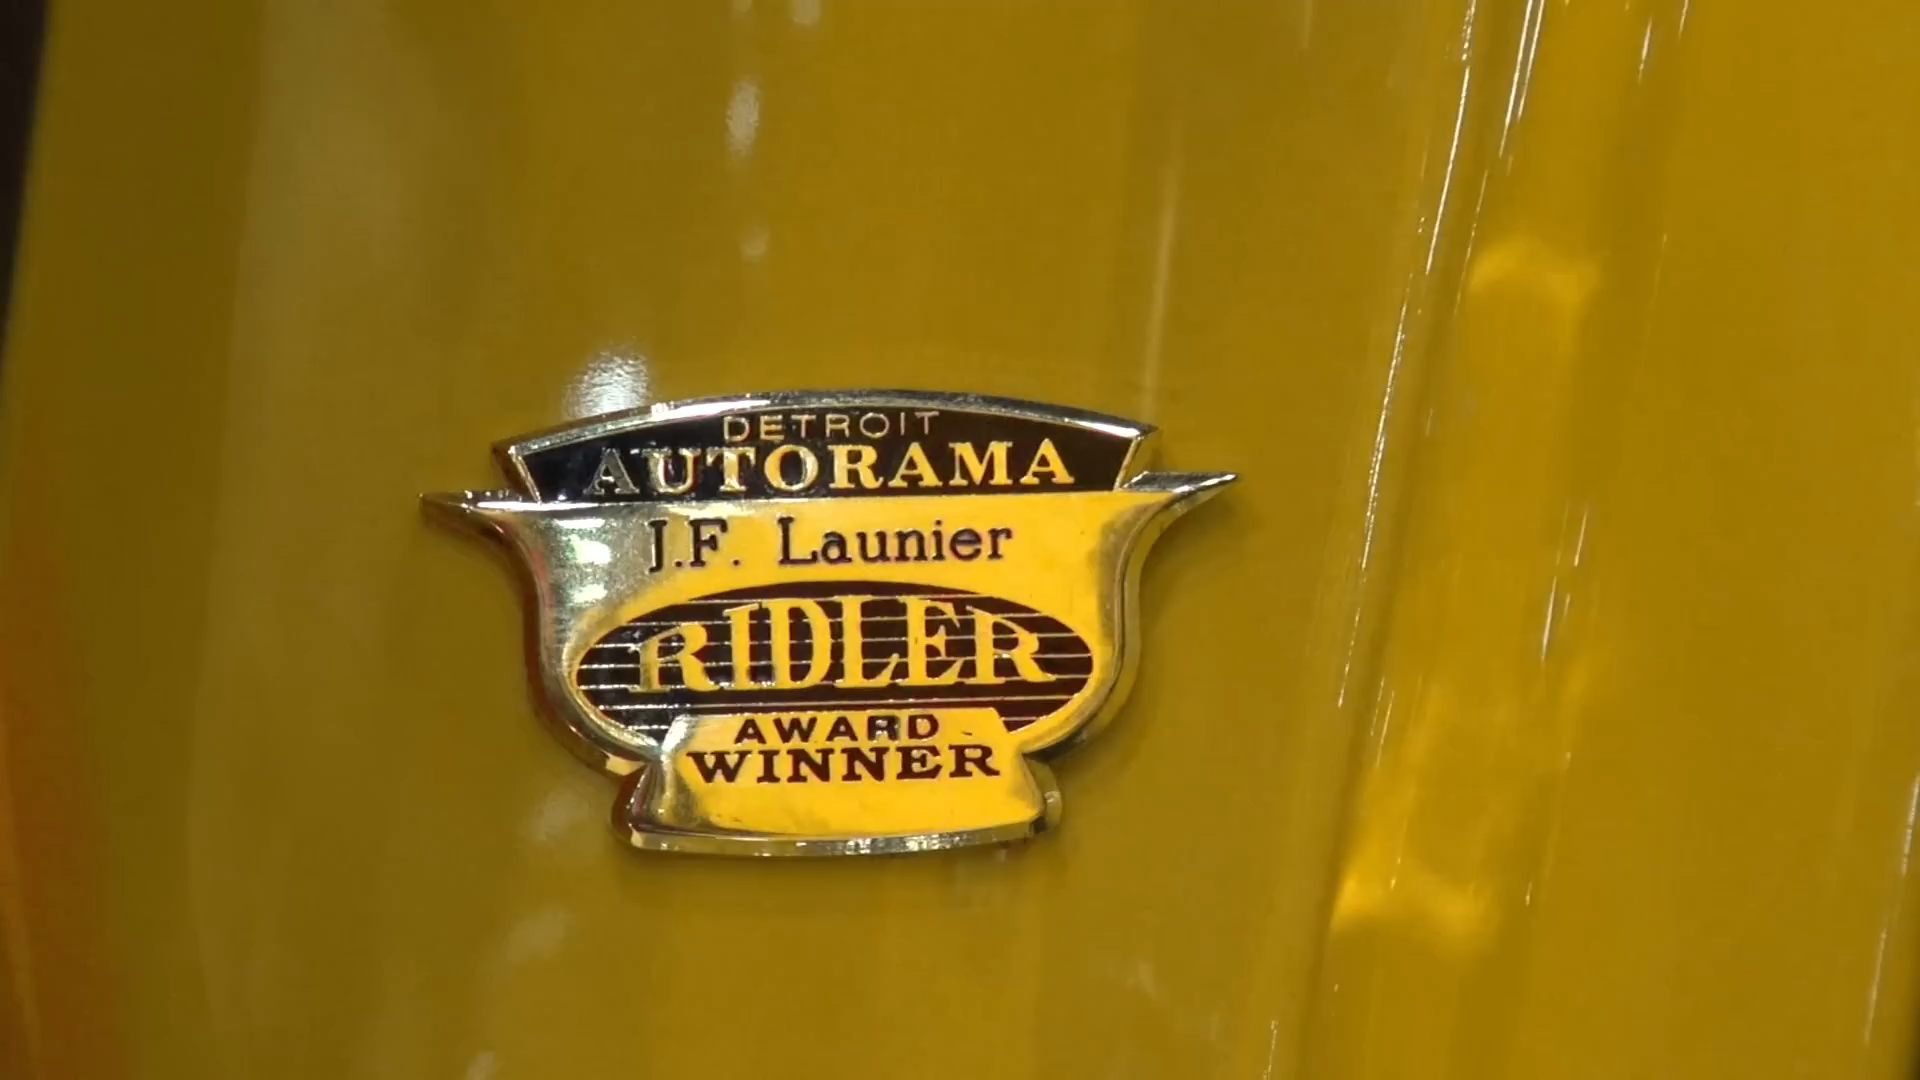 DETROIT
AUTORAMA
J.F. Launier
RIDLER
AWARD
WINNER